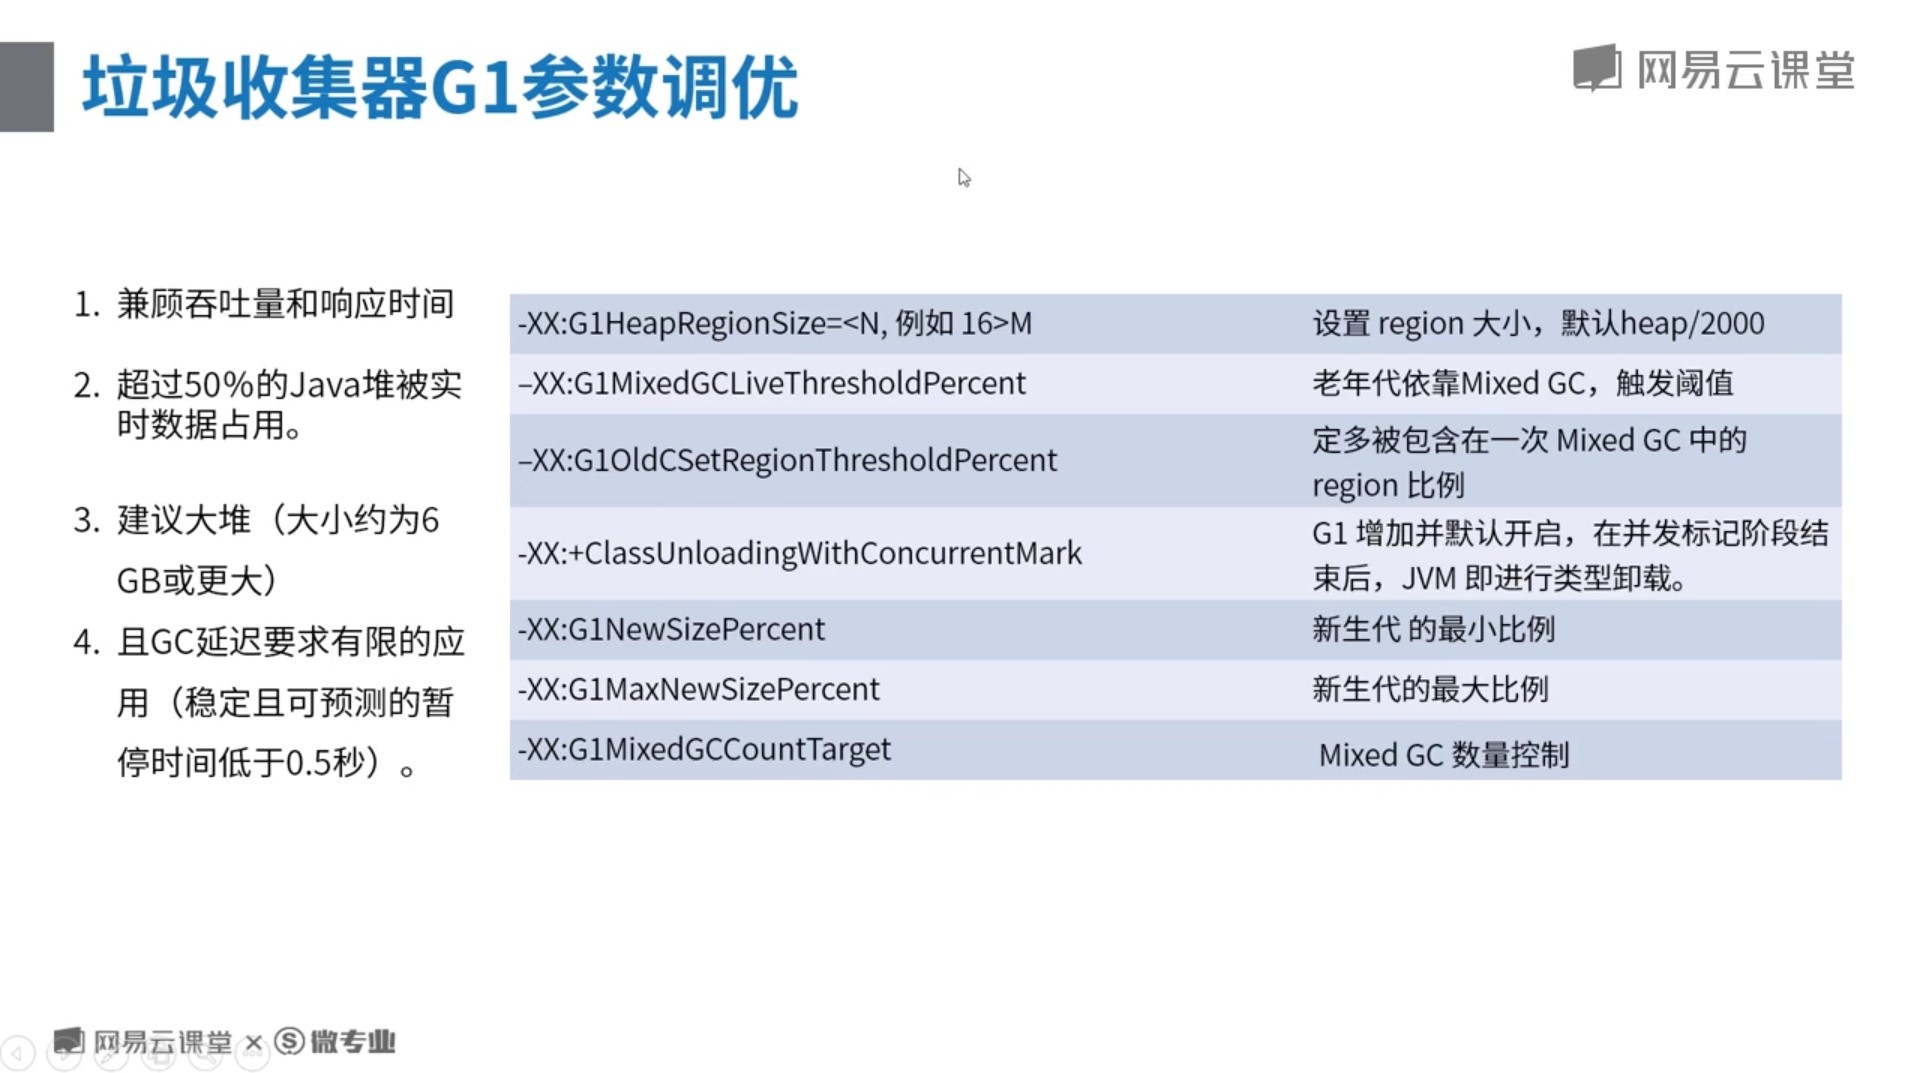 垃圾收集器G1参数调优
网易云课堂
1. 兼顾吞吐量和响应时间
2. 超过50%的Java堆被实
时数据占用。
3. 建议大堆（大小约为6
GB或更大）
4. 且GC延迟要求有限的应
用（稳定且可预测的暂
停时间低于0.5秒）。
-XX:G1HeapRegionSize=<N, 例如 16>M
设置 region 大小，默认heap/2000
–XX:G1MixedGCLiveThresholdPercent
老年代依靠Mixed GC，触发阈值
–XX:G1OldCSetRegionThresholdPercent
定多被包含在一次 Mixed GC 中的
region 比例
-XX:+ClassUnloadingWithConcurrentMark
G1 增加并默认开启，在并发标记阶段结
束后，JVM 即进行类型卸载。
-XX:G1NewSizePercent
新生代 的最小比例
-XX:G1MaxNewSizePercent
新生代的最大比例
-XX:G1MixedGCCountTarget
Mixed GC 数量控制
网易云课堂 × Ⓢ 微专业